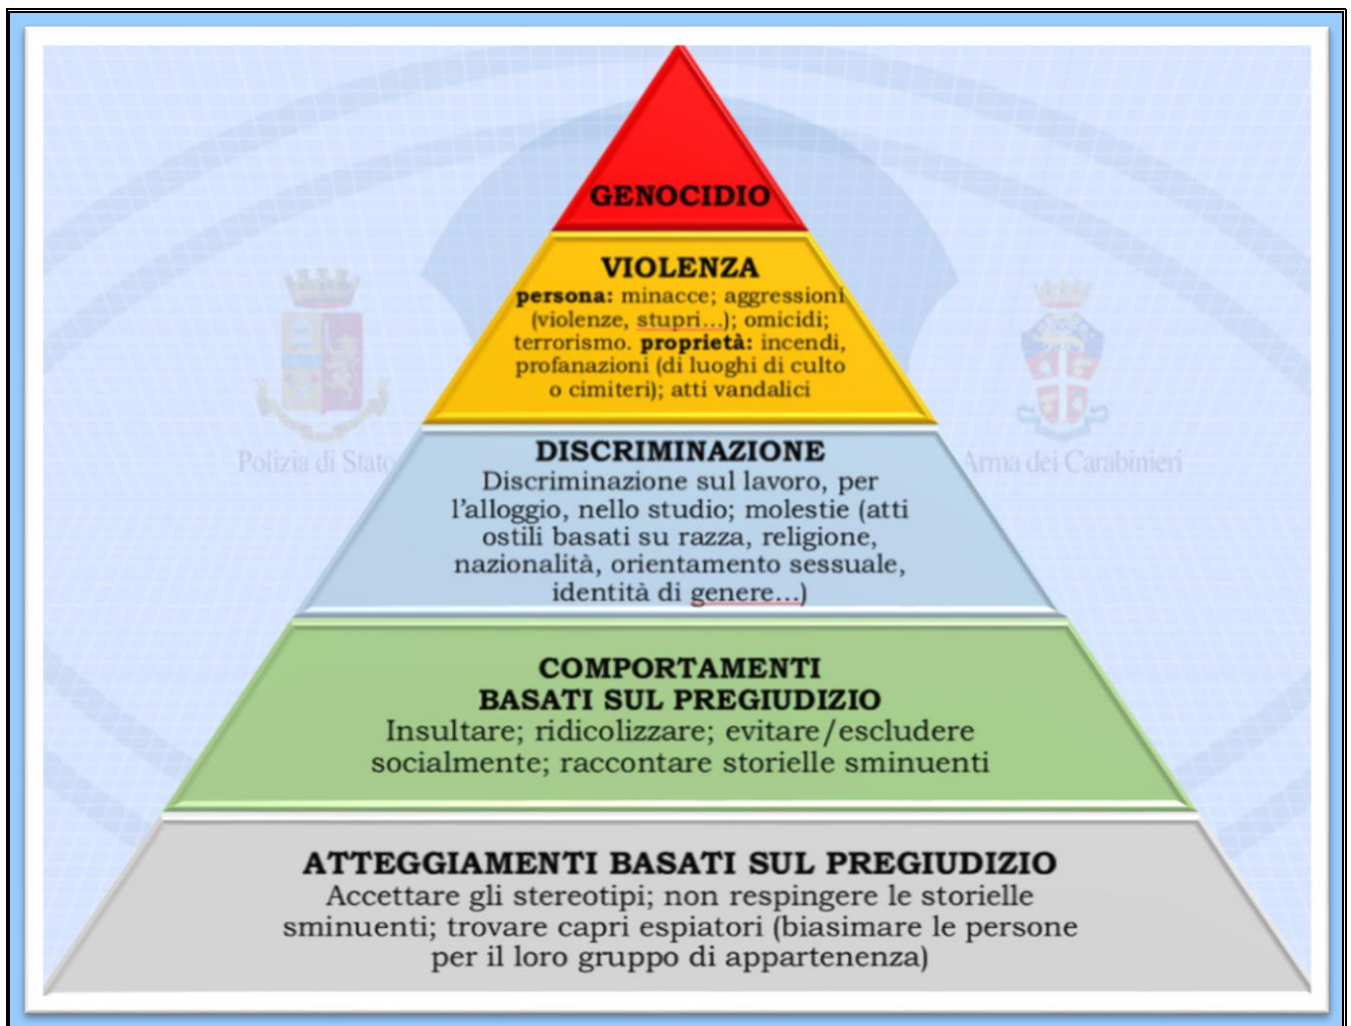 GENOCIDIO
VIOLENZA
persona: minacce; aggressioni
(violenze, stupri...); omicidi;
terrorismo. proprietà: incendi,
profanazioni (di luoghi di culto
o cimiteri); atti vandalici
Polizia di Stato
Arma dei Carabinieri
DISCRIMINAZIONE
Discriminazione sul lavoro, per
l’alloggio, nello studio; molestie (atti
ostili basati su razza, religione,
nazionalità, orientamento sessuale,
identità di genere...)
COMPORTAMENTI
BASATI SUL PREGIUDIZIO
Insultare; ridicolizzare; evitare/escludere
socialmente; raccontare storielle sminuenti
ATTEGGIAMENTI BASATI SUL PREGIUDIZIO
Accettare gli stereotipi; non respingere le storielle
sminuenti; trovare capri espiatori (biasimare le persone
per il loro gruppo di appartenenza)